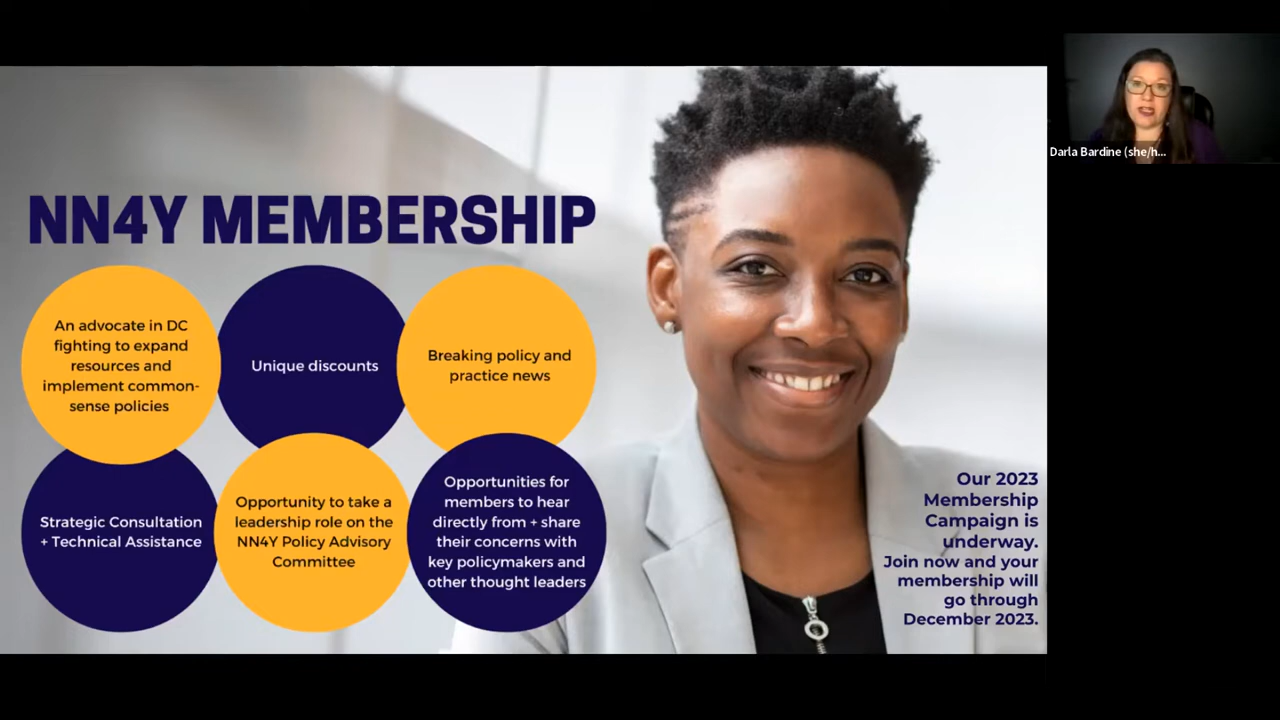 NN4Y MEMBERSHIP
An advocate in DC
fighting to expand
resources and
implement common-
sense policies
Unique discounts
Breaking policy and
practice news
Strategic Consultation
+ Technical Assistance
Opportunity to take a
leadership role on the
NN4Y Policy Advisory
Committee
Opportunities for
members to hear
directly from + share
their concerns with
key policymakers and
other thought leaders
Our 2023
Membership
Campaign is
underway.
Join now and your
membership will
go through
December 2023.
Darla Bardine (she/h...